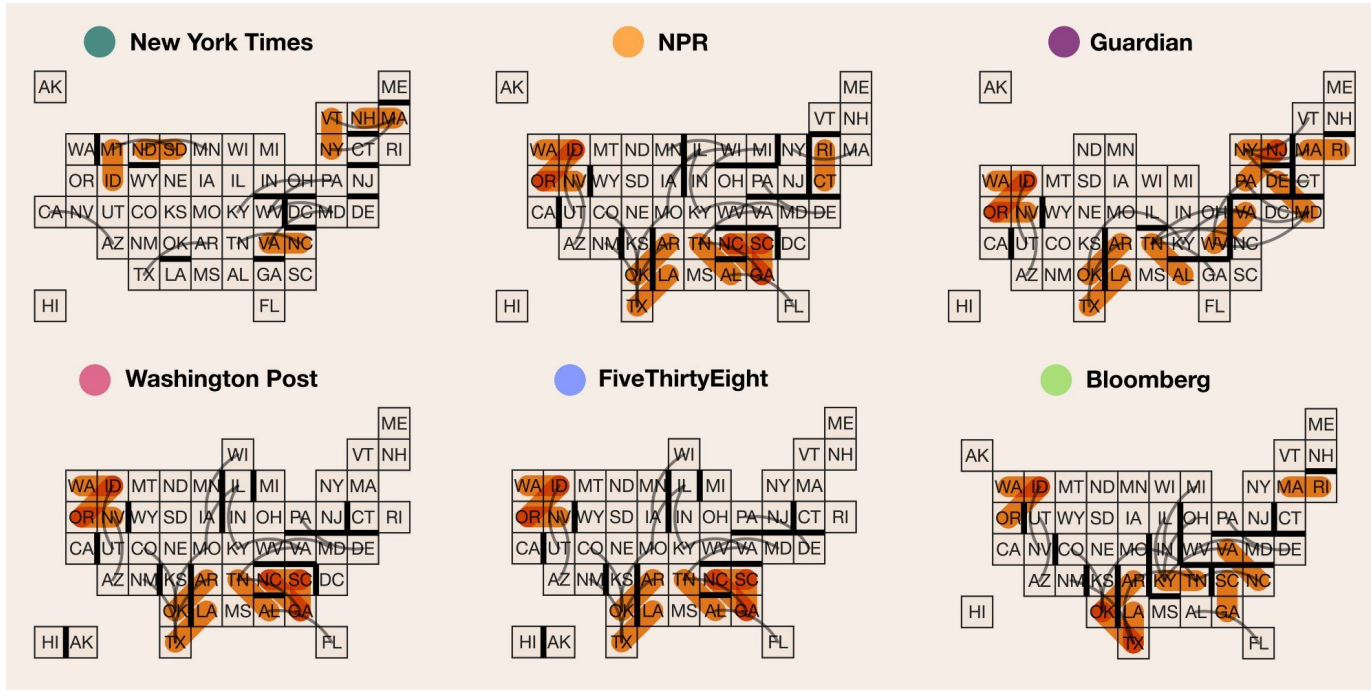 New York Times
AK ME
VT NH MA
WA MT ND SD MN WI MI NY CT RI
OR ID WY NE IA IL IN OH PA NJ
CA NV UT CO KS MO KY WV DC MD DE
AZ NM OK AR TN VA NC
TX LA MS AL GA SC
HI FL
NPR
AK ME
VT NH
WA ID MT ND MN IL WI MI NY RI MA
OR NV WY SD IA IN OH PA NJ CT
CA UT CO NE MO KY WV VA MD DE
AZ NM KS AR TN NC SC DC
OK LA MS AL GA
HI TX FL
Guardian
AK ME
VT NH
ND MN NY NJ MA RI
WA ID MT SD IA WI MI PA DE CT
OR NV WY NE MO IL IN OH VA DC MD
CA UT CO KS AR TN KY WV NC
AZ NM OK LA MS AL GA SC
HI TX FL
Washington Post
ME
WI VT NH
WA ID MT ND MN IL MI NY MA
OR NV WY SD IA IN OH PA NJ CT RI
CA UT CO NE MO KY WV VA MD DE
AZ NM KS AR TN NC SC DC
OK LA MS AL GA
HI AK TX FL
FiveThirtyEight
ME
WI VT NH
WA ID MT ND MN IL MI NY MA
OR NV WY SD IA IN OH PA NJ CT RI
CA UT CO NE MO KY WV VA MD DE
AZ NM KS AR TN NC SC DC
OK LA MS AL GA
HI AK TX FL
Bloomberg
ME
AK VT NH
WA ID MT ND MN WI MI NY MA RI
OR UT WY SD IA IL OH PA NJ CT
CA NV CO NE MO IN WV VA MD DE
AZ NM KS AR KY TN SC NC
HI OK LA MS AL GA
TX FL